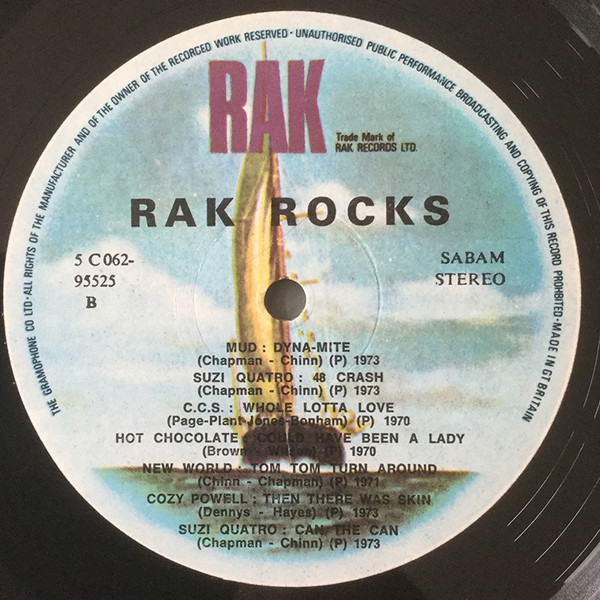 THE GRAMOPHONE CO LTD·ALL RIGHTS OF THE MANUFACTURER AND OF THE OWNER OF THE RECORDED WORK RESERVED·UNAUTHORISED PUBLIC PERFORMANCE BROADCASTING AND COPYING OF THIS RECORD PROHIBITED·MADE IN GT BRITAIN
RAK
Trade Mark of
RAK RECORDS LTD.
RAK ROCKS
5 C 062-
95525
B
SABAM
STEREO
MUD : DYNA-MITE
(Chapman - Chinn) (P) 1973
SUZI QUATRO : 48 CRASH
(Chapman - Chinn) (P) 1973
C.C.S. : WHOLE LOTTA LOVE
(Page-Plant-Jones-Bonham) (P) 1970
HOT CHOCOLATE : COULD HAVE BEEN A LADY
(Brown - Wilson) (P) 1970
NEW WORLD : TOM TOM TURN AROUND
(Chinn - Chapman) (P) 1971
COZY POWELL : THEN THERE WAS SKIN
(Dennys - Hayes) (P) 1973
SUZI QUATRO : CAN THE CAN
(Chapman - Chinn) (P) 1973